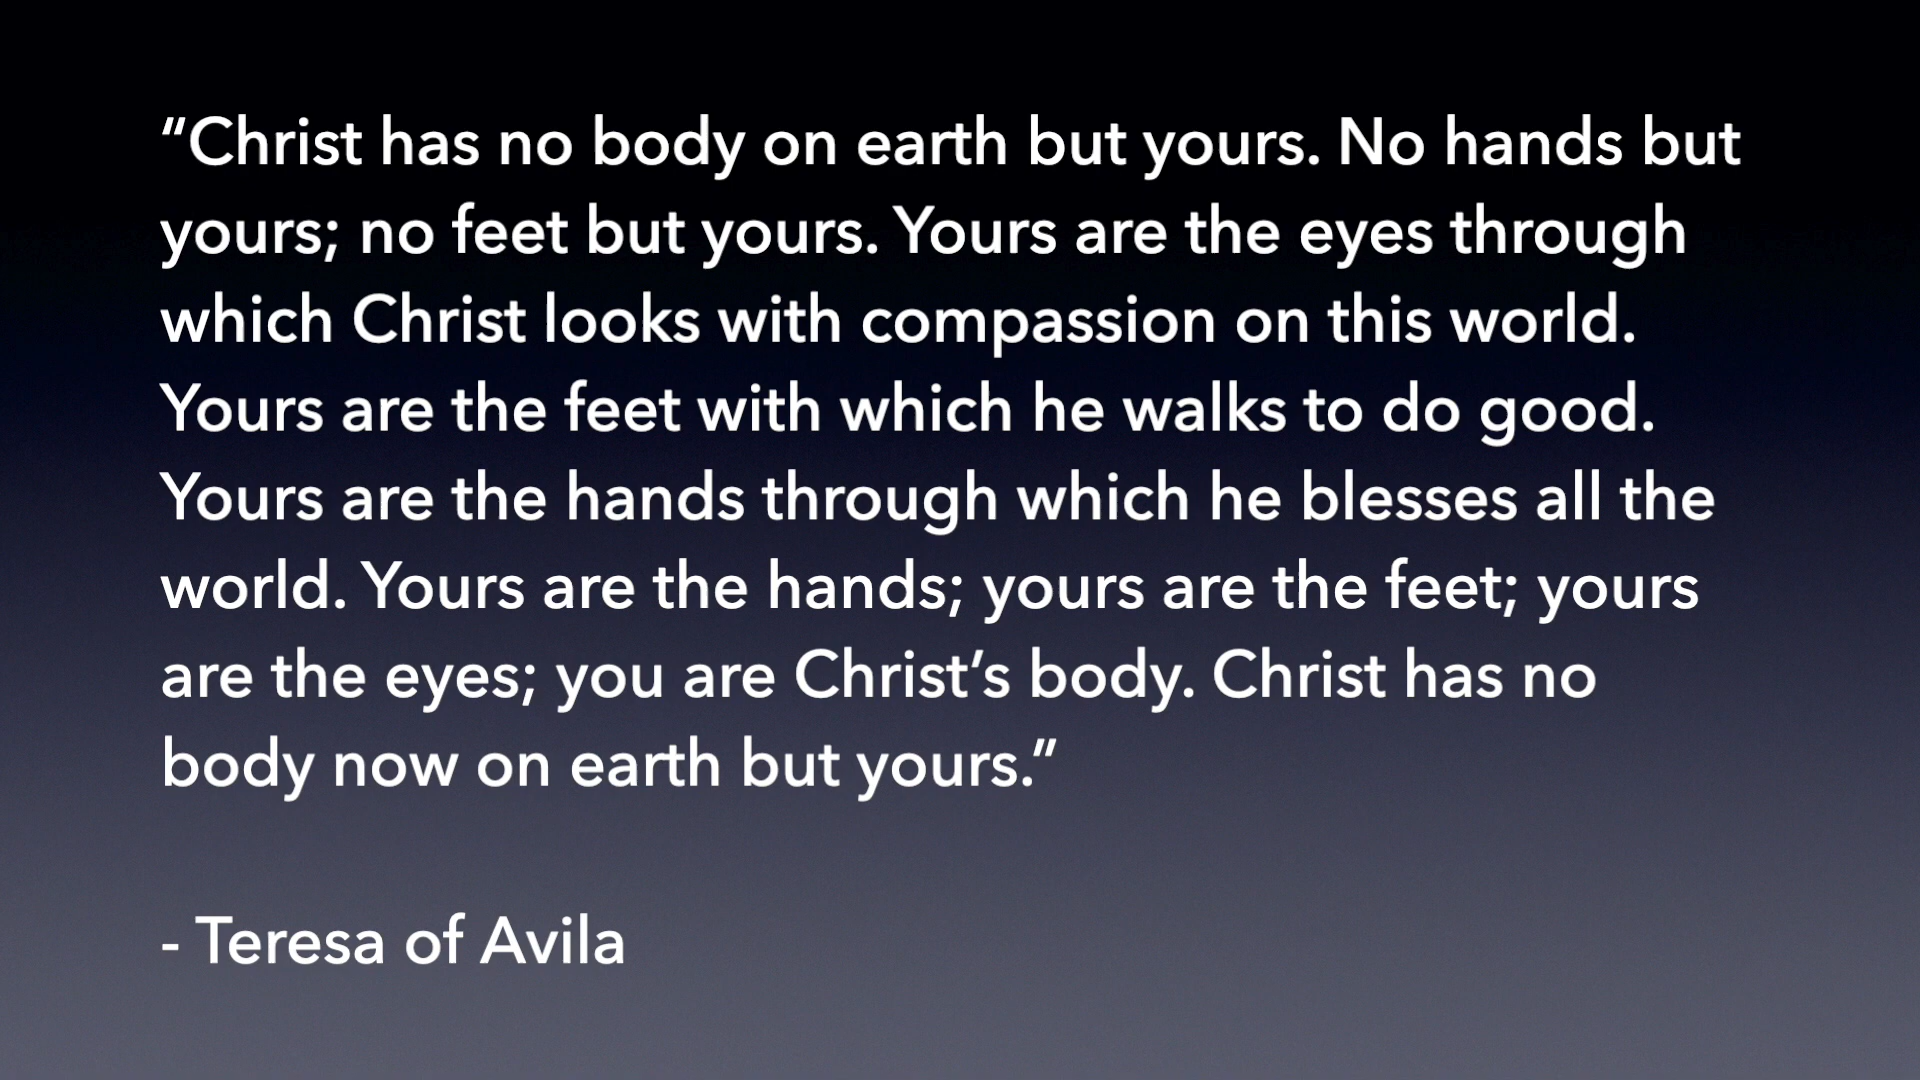 “Christ has no body on earth but yours. No hands but
yours; no feet but yours. Yours are the eyes through
which Christ looks with compassion on this world.
Yours are the feet with which he walks to do good.
Yours are the hands through which he blesses all the
world. Yours are the hands; yours are the feet; yours
are the eyes; you are Christ’s body. Christ has no
body now on earth but yours.”
- Teresa of Avila